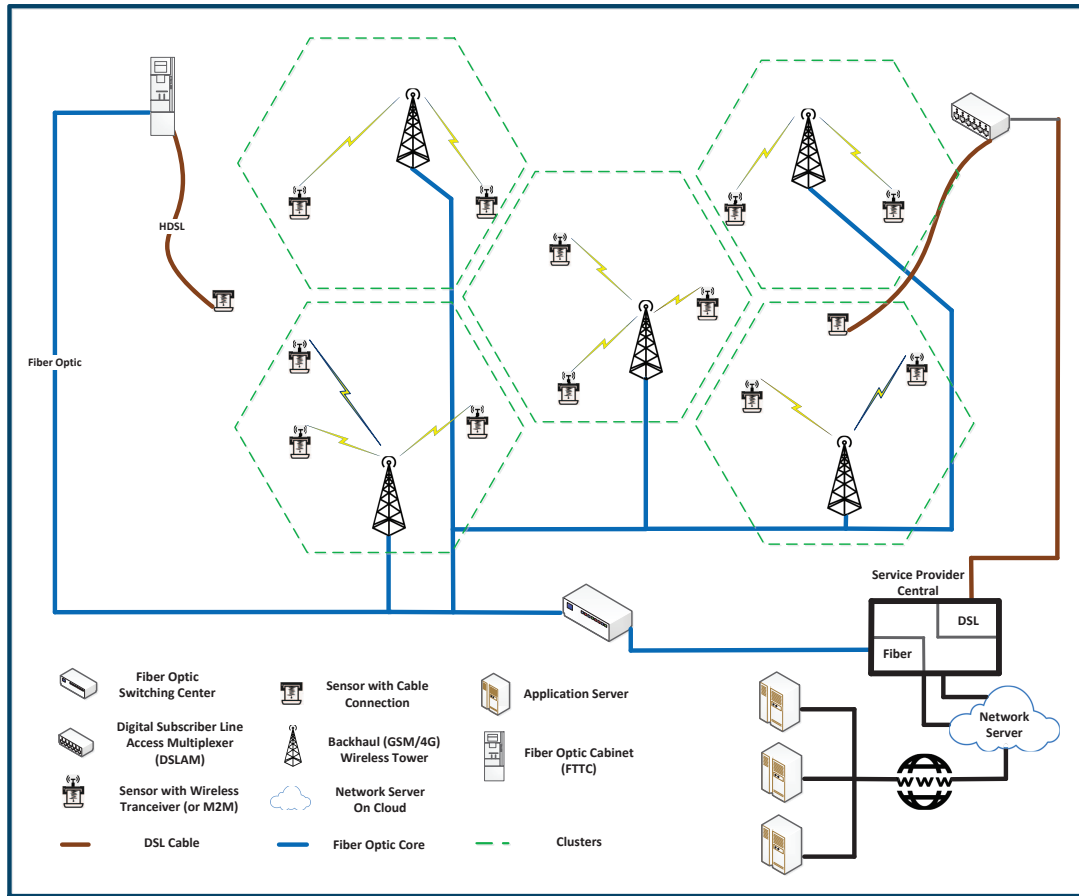 HDSL
Fiber Optic
Service Provider
Central
DSL
Fiber
Network
Server
WWW
Fiber Optic
Switching Center
Sensor with Cable
Connection
Application Server
Digital Subscriber Line
Access Multiplexer
(DSLAM)
Backhaul (GSM/4G)
Wireless Tower
Fiber Optic Cabinet
(FTTC)
Sensor with Wireless
Tranceiver (or M2M)
Network Server
On Cloud
DSL Cable
Fiber Optic Core
Clusters